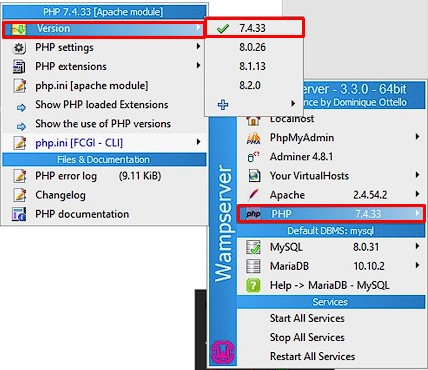 PHP 7.4.33 [Apache module]
Version
PHP settings
PHP extensions
php.ini [apache module]
Show PHP loaded Extensions
Show the use of PHP versions
php.ini [FCGI - CLI]
Files & Documentation
PHP error log (9.11 KiB)
Changelog
PHP documentation
7.4.33
8.0.26
8.1.13
8.2.0
Wampserver
server - 3.3.0 - 64bit
ence by Dominique Ottello
Localhost
PhpMyAdmin
Adminer 4.8.1
Your VirtualHosts
Apache 2.4.54.2
php PHP 7.4.33
Default DBMS: mysql
MySQL 8.0.31
MariaDB 10.10.2
Help -> MariaDB - MySQL
Services
Start All Services
Stop All Services
Restart All Services